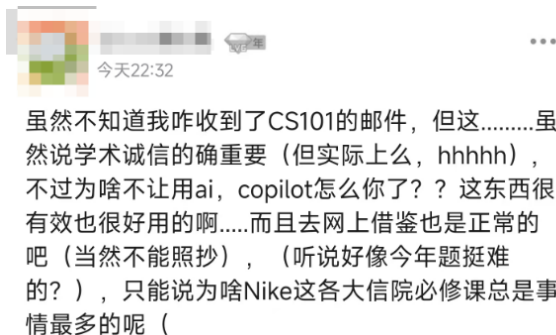 年
今天22:32
虽然不知道我咋收到了CS101的邮件，但这.........虽
然说学术诚信的确重要（但实际上么，hhhhh），
不过为啥不让用ai，copilot怎么你了？？这东西很
有效也很好用的啊.....而且去网上借鉴也是正常的
吧（当然不能照抄），（听说好像今年题挺难
的？），只能说为啥Nike这各大信院必修课总是事
情最多的呢（